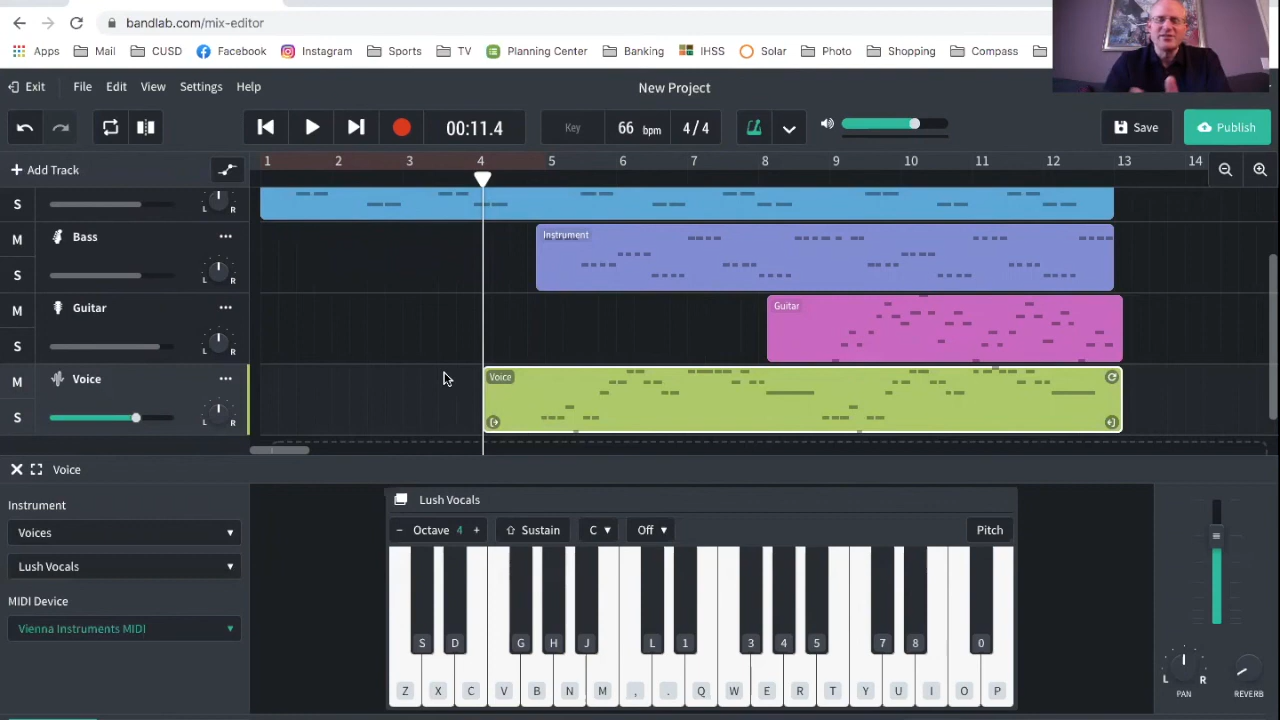 bandlab.com/mix-editor
Apps Mail CUSD Facebook Instagram Sports TV Planning Center Banking IHSS Solar Photo Shopping Compass
Exit File Edit View Settings Help New Project
00:11.4 Key 66 bpm 4/4 Save Publish
+ Add Track 1 2 3 4 5 6 7 8 9 10 11 12 13 14
S L R
M Bass ... Instrument
S L R
M Guitar ... Guitar
S L R
M Voice ... Voice
S L R
Voice
Lush Vocals
Instrument
Voices
- Octave 4 + Sustain C Off Pitch
Lush Vocals
MIDI Device
Vienna Instruments MIDI
S D G H J L 1 3 4 5 7 8 0
Z X C V B N M , . Q W E R T Y U I O P
L R
PAN REVERB